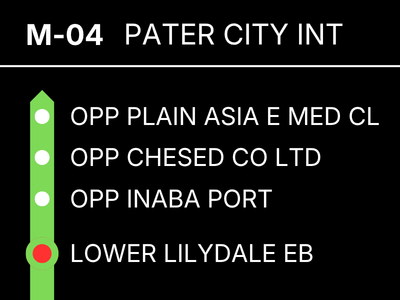 M-04 PATER CITY INT
OPP PLAIN ASIA E MED CL
OPP CHESED CO LTD
OPP INABA PORT
LOWER LILYDALE EB